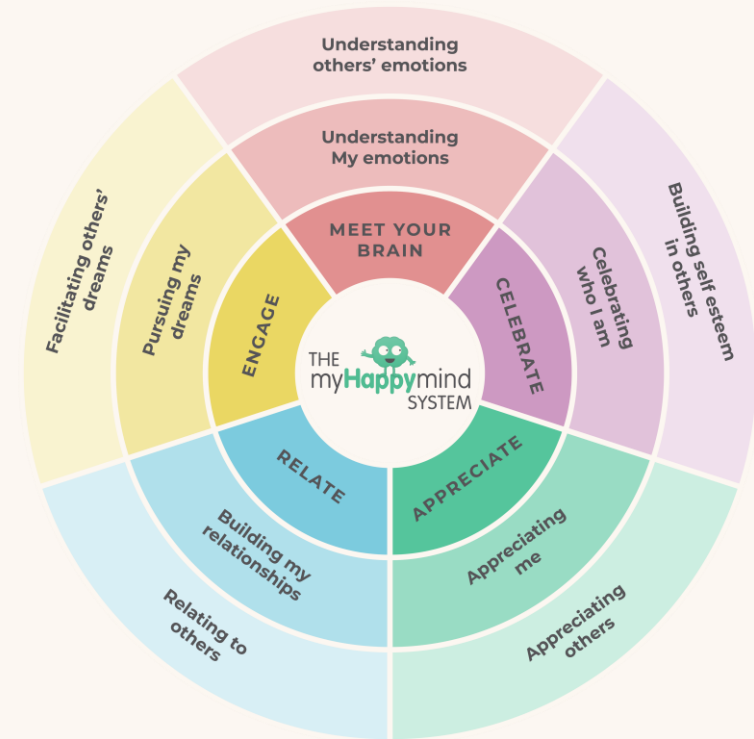 Understanding
others' emotions
Understanding
My emotions
MEET YOUR
BRAIN
Building self esteem
in others
Celebrating
who I am
CELEBRATE
Appreciating
others
Appreciating
me
APPRECIATE
Relating to
others
Building my
relationships
RELATE
Facilitating others'
dreams
Pursuing my
dreams
ENGAGE
THE
myHappymind
SYSTEM